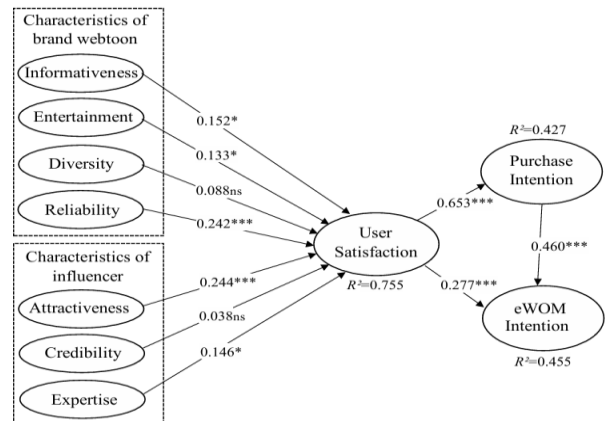 Characteristics of
brand webtoon
Informativeness
Entertainment
Diversity
Reliability
Characteristics of
influencer
Attractiveness
Credibility
Expertise
0.152*
0.133*
0.088ns
0.242***
0.244***
0.038ns
0.146*
User
Satisfaction
R²=0.755
0.653***
0.277***
R²=0.427
Purchase
Intention
0.460***
eWOM
Intention
R²=0.455